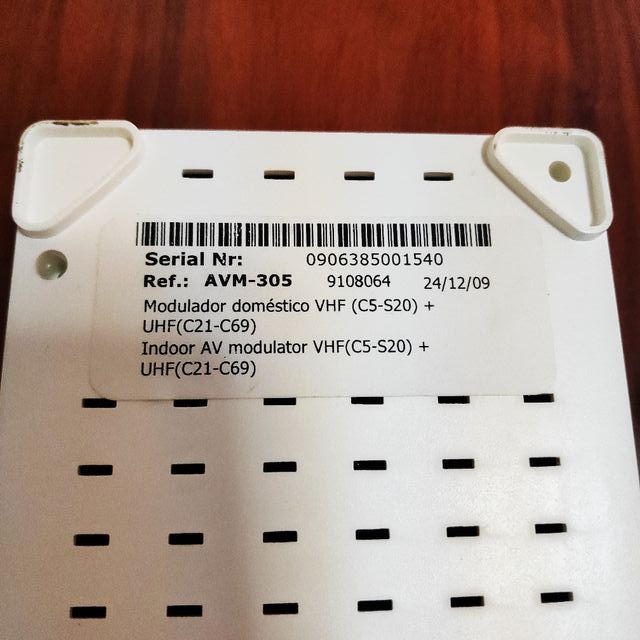 Serial Nr: 0906385001540
Ref.: AVM-305 9108064 24/12/09
Modulador doméstico VHF (C5-S20) +
UHF(C21-C69)
Indoor AV modulator VHF(C5-S20) +
UHF(C21-C69)